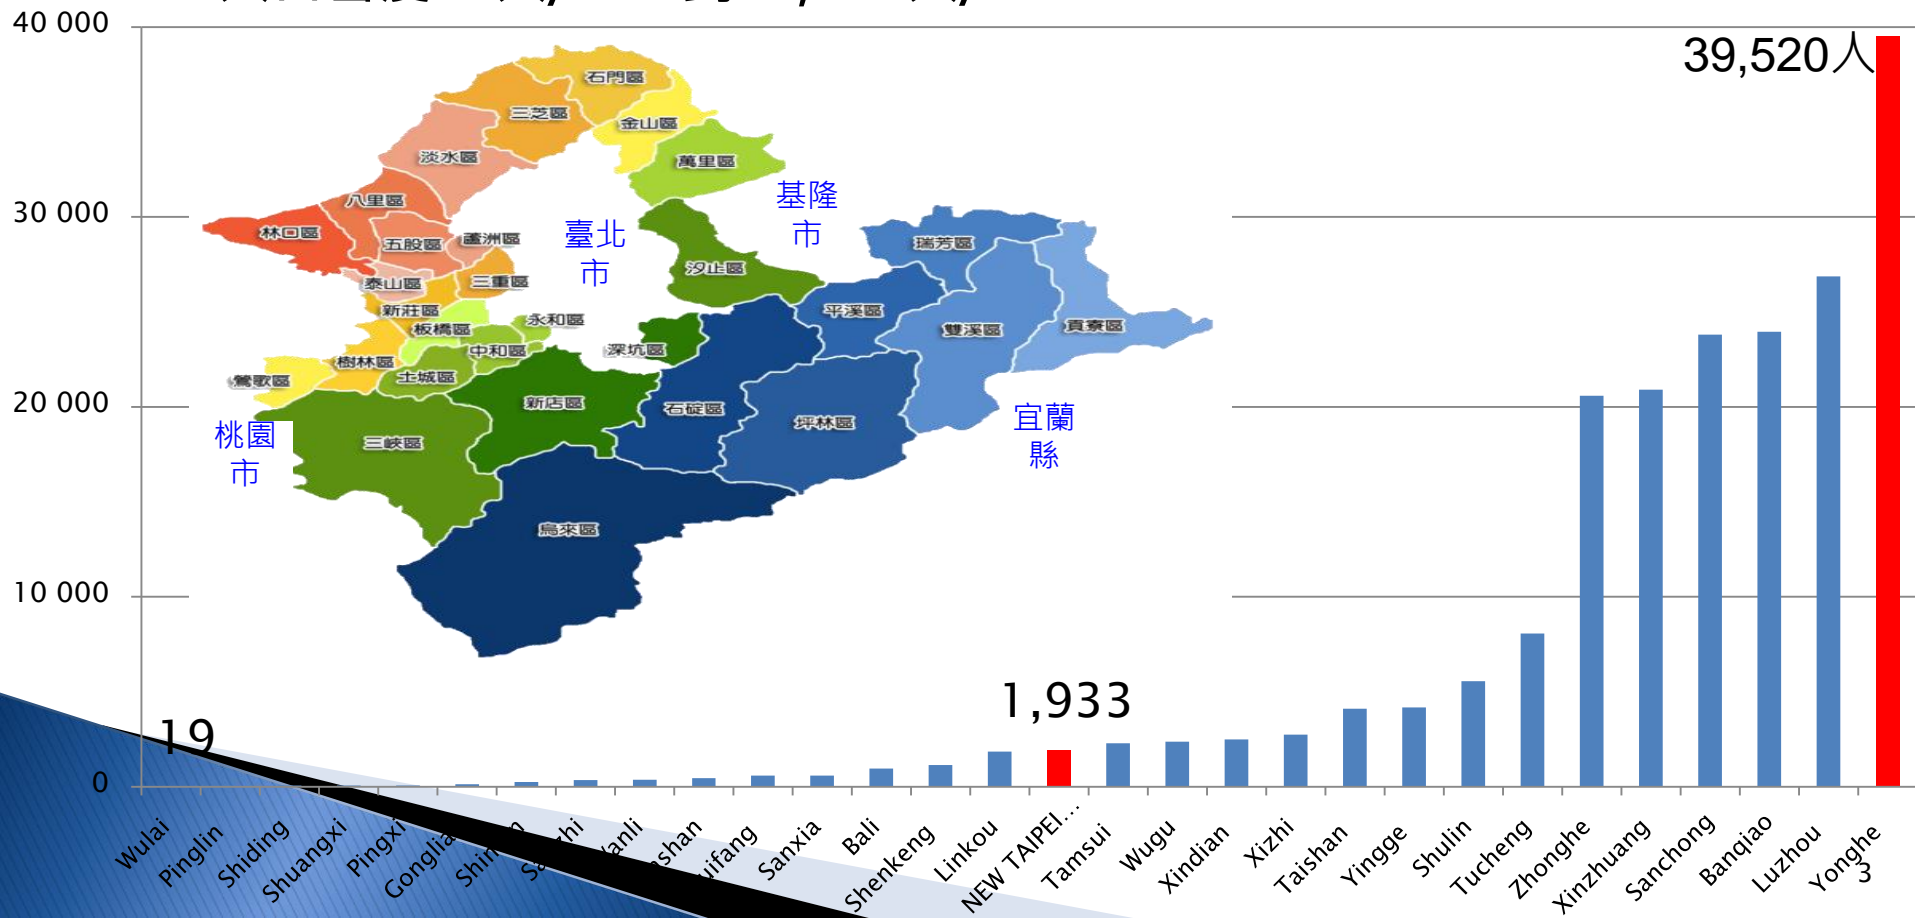 40 000
39,520人
30 000
20 000
10 000
0
石門區
三芝區
金山區
淡水區
萬里區
八里區
基隆
市
林口區
五股區
蘆洲區
臺北
市
瑞芳區
汐止區
泰山區
三重區
新莊區
平溪區
永和區
板橋區
雙溪區
貢寮區
中和區
深坑區
樹林區
土城區
鶯歌區
新店區
石碇區
坪林區
宜蘭
縣
桃園
市
三峽區
烏來區
19
1,933
Wulai
Pinglin
Shiding
Shuangxi
Pingxi
Sanxia
Bali
Shenkeng
Linkou
NEW TAIPEI...
Tamsui
Wugu
Xindian
Xizhi
Taishan
Yingge
Shulin
Tucheng
Zhonghe
Xinzhuang
Sanchong
Banqiao
Luzhou
Yonghe
3